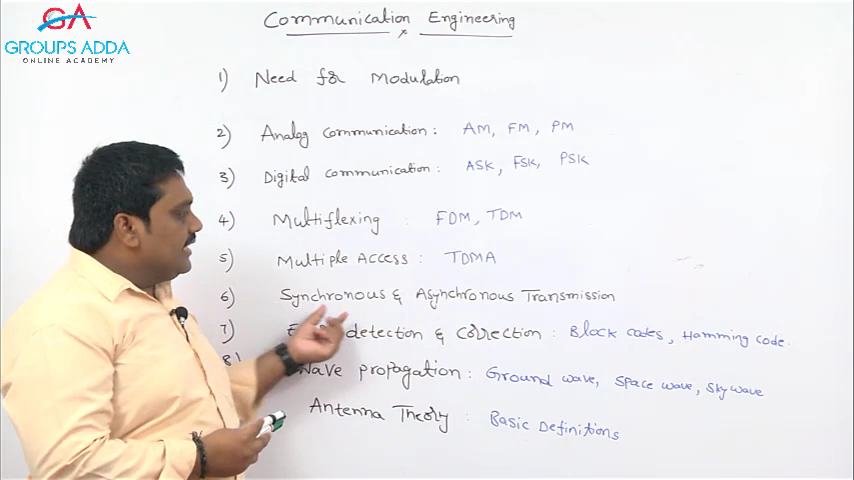 GA
GROUPS ADDA
ONLINE ACADEMY
Communication Engineering
1) Need for Modulation
2) Analog communication : AM, FM, PM
3) Digital communication : ASK, FSK, PSK
4) Multiflexing : FDM, TDM
5) Multiple Access : TDMA
6) Synchronous & Asynchronous Transmission
7) detection & Correction : Block codes, Hamming code.
8) Wave propagation : Ground wave, Space wave, Sky wave
Antenna Theory : Basic Definitions